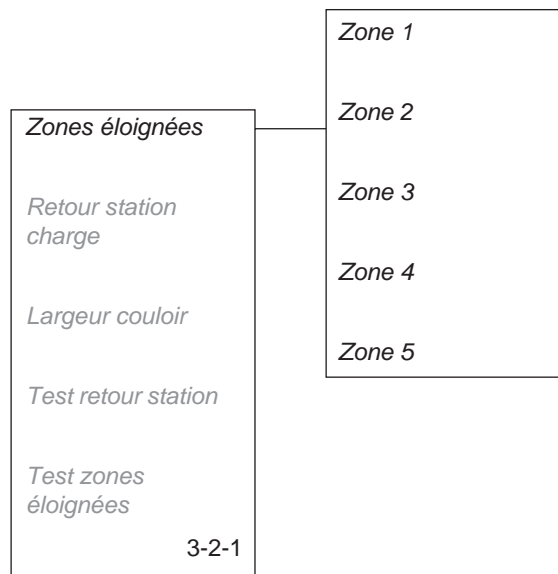 Zones éloignées
Retour station
charge
Largeur couloir
Test retour station
Test zones
éloignées
3-2-1
Zone 1
Zone 2
Zone 3
Zone 4
Zone 5